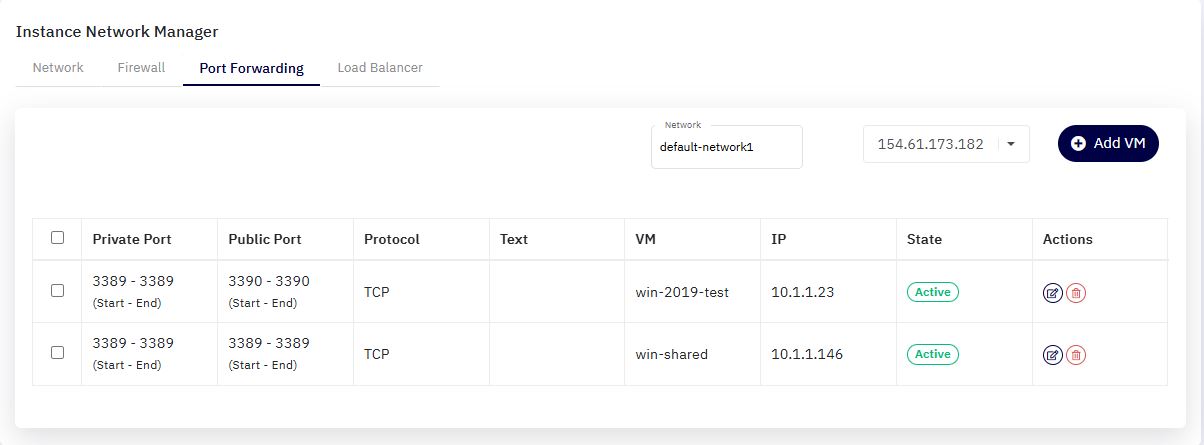 Instance Network Manager
Network Firewall Port Forwarding Load Balancer
Network
default-network1 154.61.173.182 Add VM
Private Port Public Port Protocol Text VM IP State Actions
3389 - 3389 3390 - 3390
TCP win-2019-test 10.1.1.23 Active
(Start - End) (Start - End)
3389 - 3389 3389 - 3389
TCP win-shared 10.1.1.146 Active
(Start - End) (Start - End)